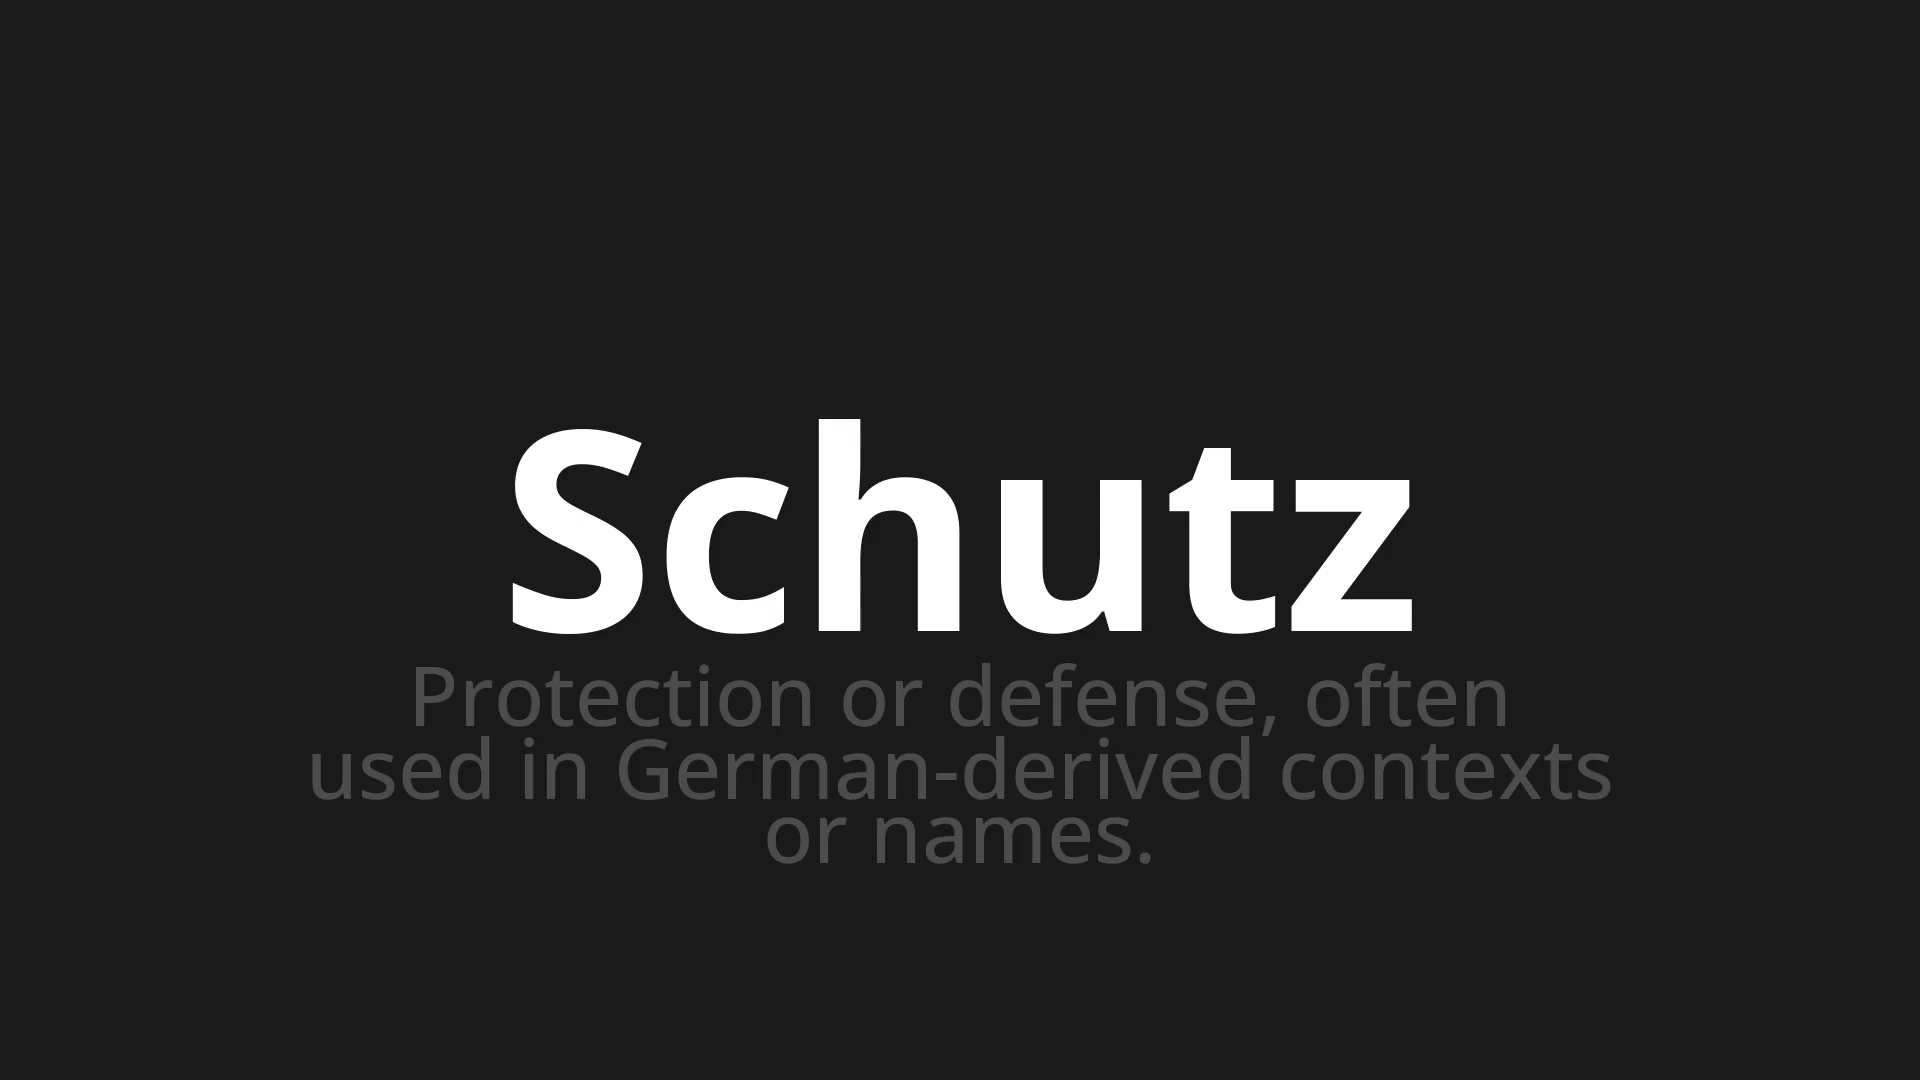 Schutz
Protection or defense, often
used in German-derived contexts
or names.